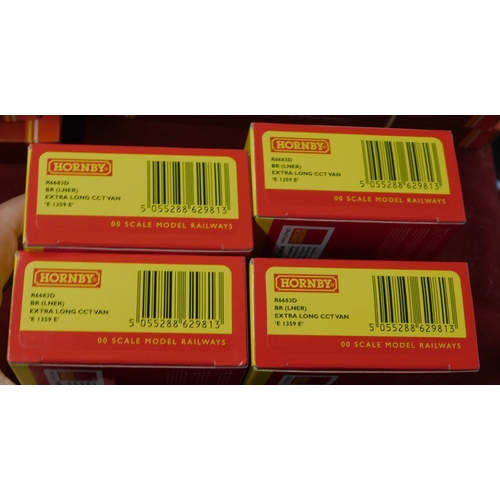 HORNBY
R6683D
BR (LNER)
EXTRA LONG CCT VAN
'E 1359 E'
5 055288 629813
00 SCALE MODEL RAILWAYS
HORNBY
R6683D
BR (LNER)
EXTRA LONG CCT VAN
'E 1359 E'
5 055288 629813
00 SCALE MODEL RAILWAYS
HORNBY
R6683D
BR (LNER)
EXTRA LONG CCT VAN
'E 1359 E'
5 055288 629813
00 SCALE MODEL RAILWAYS
HORNBY
R6683D
BR (LNER)
EXTRA LONG CCT VAN
'E 1359 E'
5 055288 629813
00 SCALE MODEL RAILWAYS